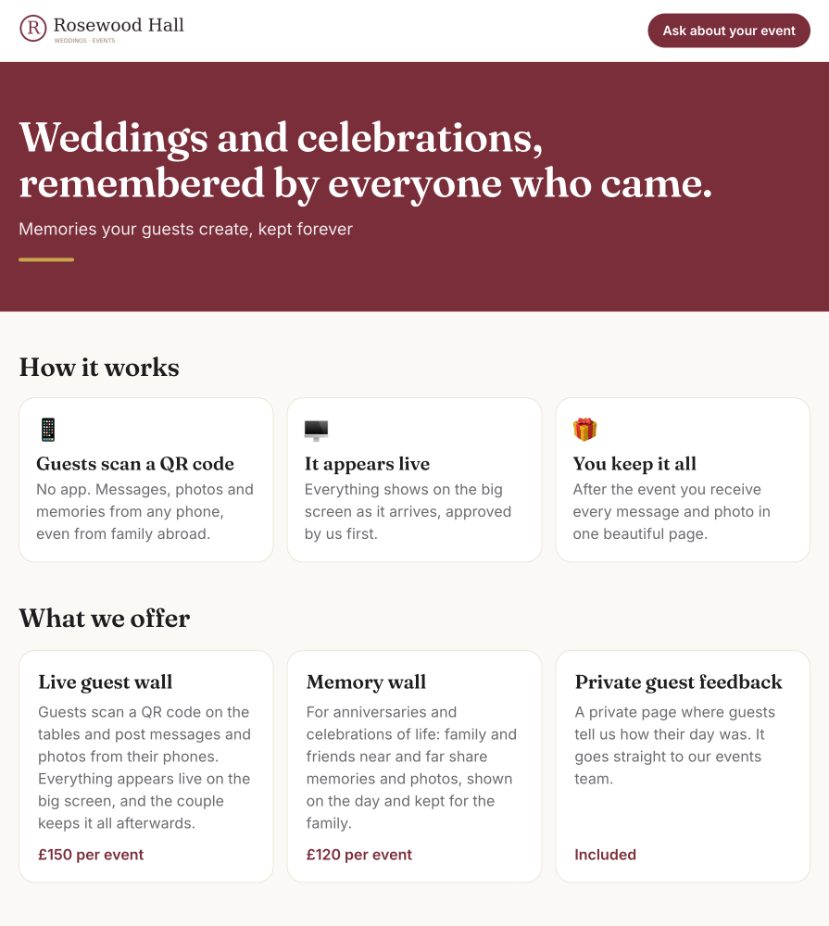 R Rosewood Hall
WEDDINGS · EVENTS
Ask about your event
Weddings and celebrations,
remembered by everyone who came.
Memories your guests create, kept forever
How it works
Guests scan a QR code
No app. Messages, photos and
memories from any phone,
even from family abroad.
It appears live
Everything shows on the big
screen as it arrives, approved
by us first.
You keep it all
After the event you receive
every message and photo in
one beautiful page.
What we offer
Live guest wall
Guests scan a QR code on the
tables and post messages and
photos from their phones.
Everything appears live on the
big screen, and the couple
keeps it all afterwards.
£150 per event
Memory wall
For anniversaries and
celebrations of life: family and
friends near and far share
memories and photos, shown
on the day and kept for the
family.
£120 per event
Private guest feedback
A private page where guests
tell us how their day was. It
goes straight to our events
team.
Included